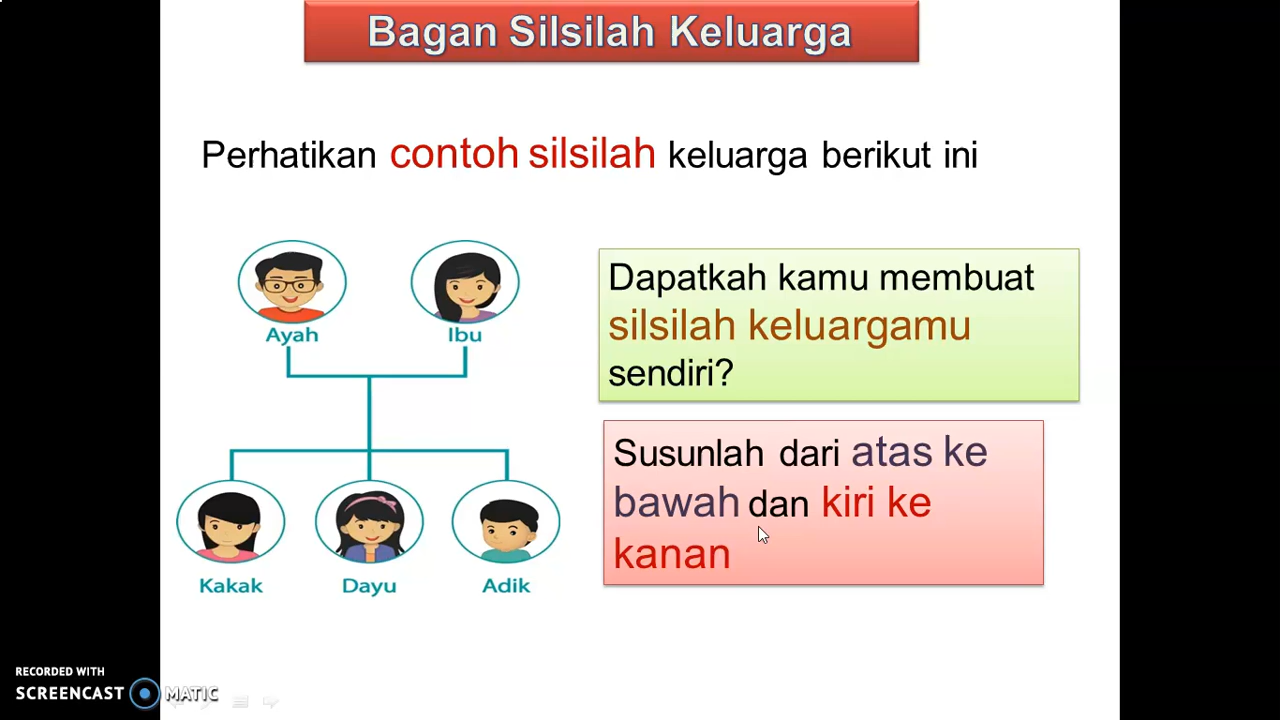 Bagan Silsilah Keluarga
Perhatikan contoh silsilah keluarga berikut ini
Ayah
Ibu
Kakak
Dayu
Adik
Dapatkah kamu membuat
silsilah keluargamu
sendiri?
Susunlah dari atas ke
bawah dan kiri ke
kanan
RECORDED WITH
SCREENCAST MATIC